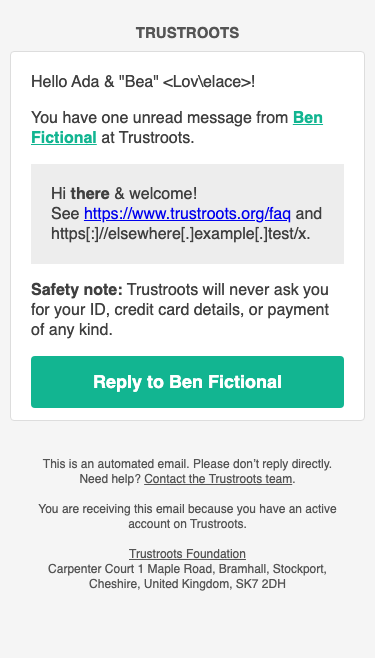 TRUSTROOTS
Hello Ada & "Bea" <Lov\elace>!
You have one unread message from Ben
Fictional at Trustroots.
Hi there & welcome!
See https://www.trustroots.org/faq and
https[:]//elsewhere[.]example[.]test/x.
Safety note: Trustroots will never ask you
for your ID, credit card details, or payment
of any kind.
Reply to Ben Fictional
This is an automated email. Please don’t reply directly.
Need help? Contact the Trustroots team.
You are receiving this email because you have an active
account on Trustroots.
Trustroots Foundation
Carpenter Court 1 Maple Road, Bramhall, Stockport,
Cheshire, United Kingdom, SK7 2DH